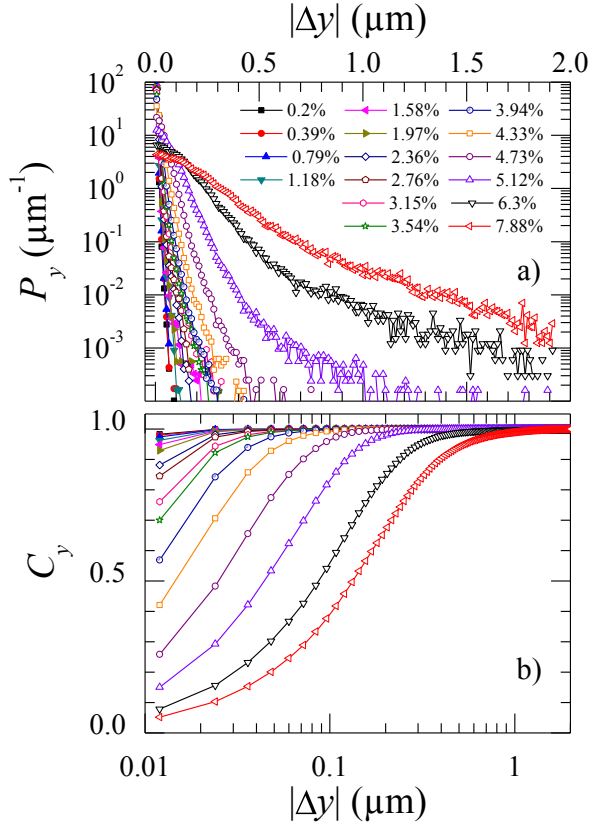 |Δy| (µm)
0.0 0.5 1.0 1.5 2.0
10² 10¹ 10⁰ 10⁻¹ 10⁻² 10⁻³
P_y (µm⁻¹)
0.2% 1.58% 3.94%
0.39% 1.97% 4.33%
0.79% 2.36% 4.73%
1.18% 2.76% 5.12%
3.15% 6.3%
3.54% 7.88%
a)
1.0
0.5
0.0
C_y
b)
0.01 0.1 1
|Δy| (µm)